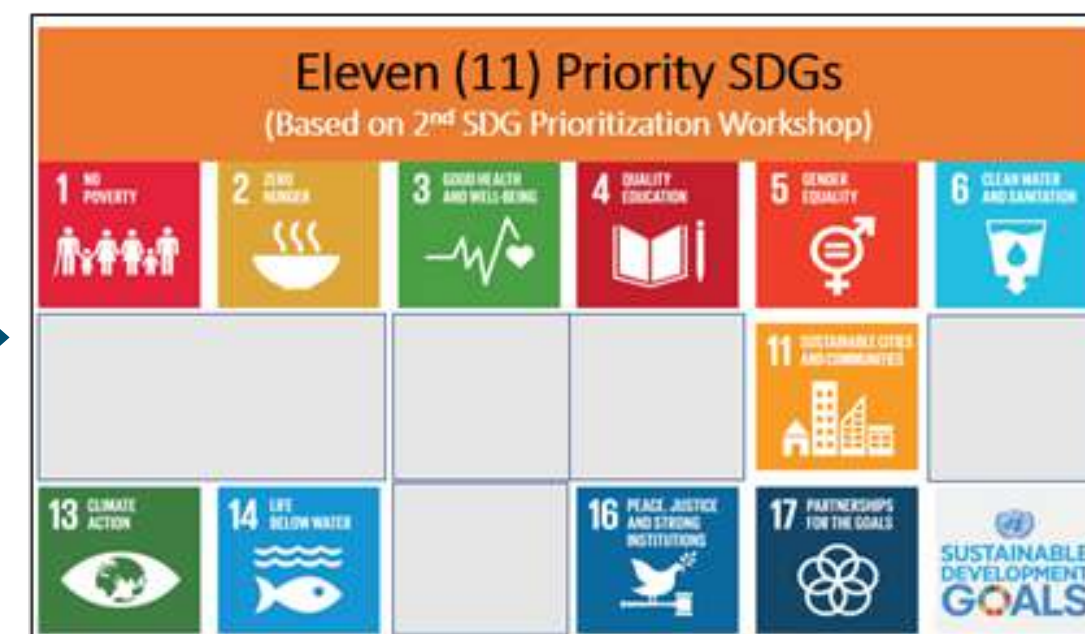 Eleven (11) Priority SDGs
(Based on 2nd SDG Prioritization Workshop)
1 NO
POVERTY
2 ZERO
HUNGER
3 GOOD HEALTH
AND WELL-BEING
4 QUALITY
EDUCATION
5 GENDER
EQUALITY
6 CLEAN WATER
AND SANITATION
11 SUSTAINABLE CITIES
AND COMMUNITIES
13 CLIMATE
ACTION
14 LIFE
BELOW WATER
16 PEACE, JUSTICE
AND STRONG
INSTITUTIONS
17 PARTNERSHIPS
FOR THE GOALS
SUSTAINABLE
DEVELOPMENT
GOALS